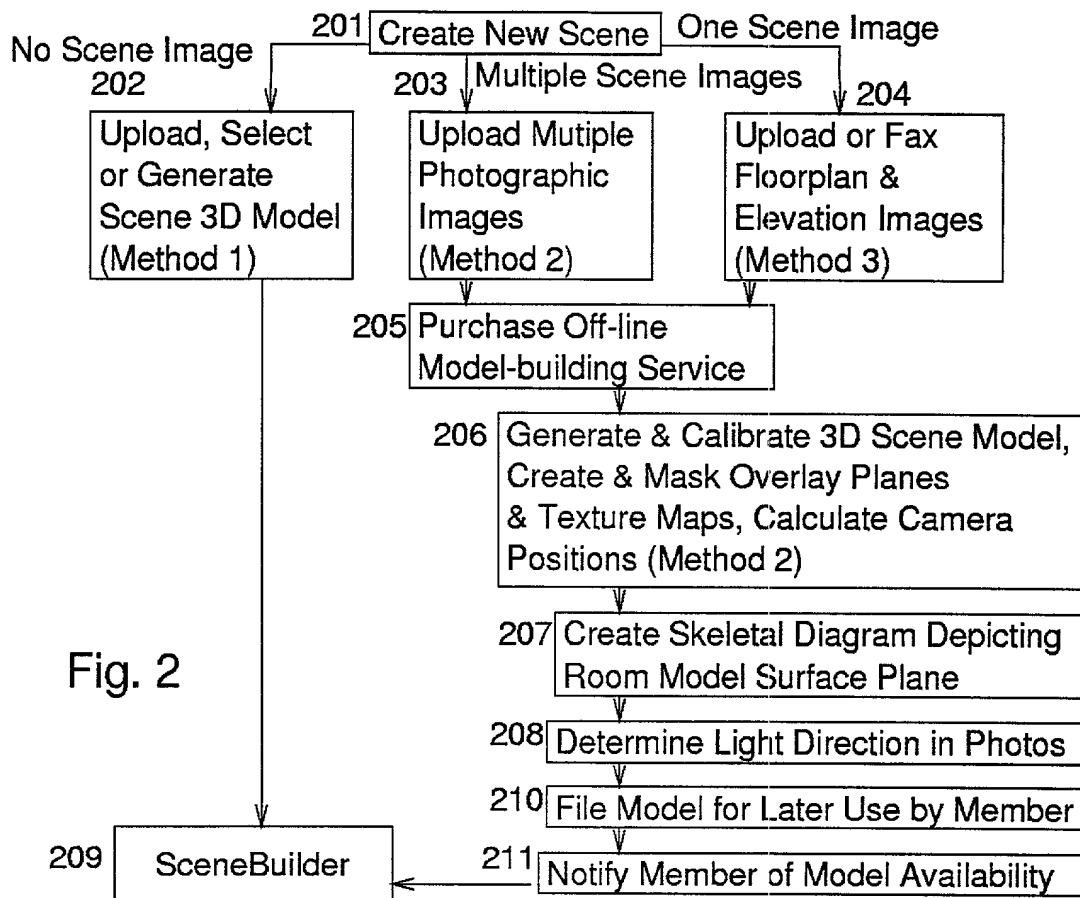 201 Create New Scene
No Scene Image
One Scene Image
Multiple Scene Images
202
Upload, Select
or Generate
Scene 3D Model
(Method 1)
203
Upload Mutiple
Photographic
Images
(Method 2)
204
Upload or Fax
Floorplan &
Elevation Images
(Method 3)
205 Purchase Off-line
Model-building Service
206 Generate & Calibrate 3D Scene Model,
Create & Mask Overlay Planes
& Texture Maps, Calculate Camera
Positions (Method 2)
207 Create Skeletal Diagram Depicting
Room Model Surface Plane
Fig. 2
208 Determine Light Direction in Photos
210 File Model for Later Use by Member
209 SceneBuilder
211 Notify Member of Model Availability